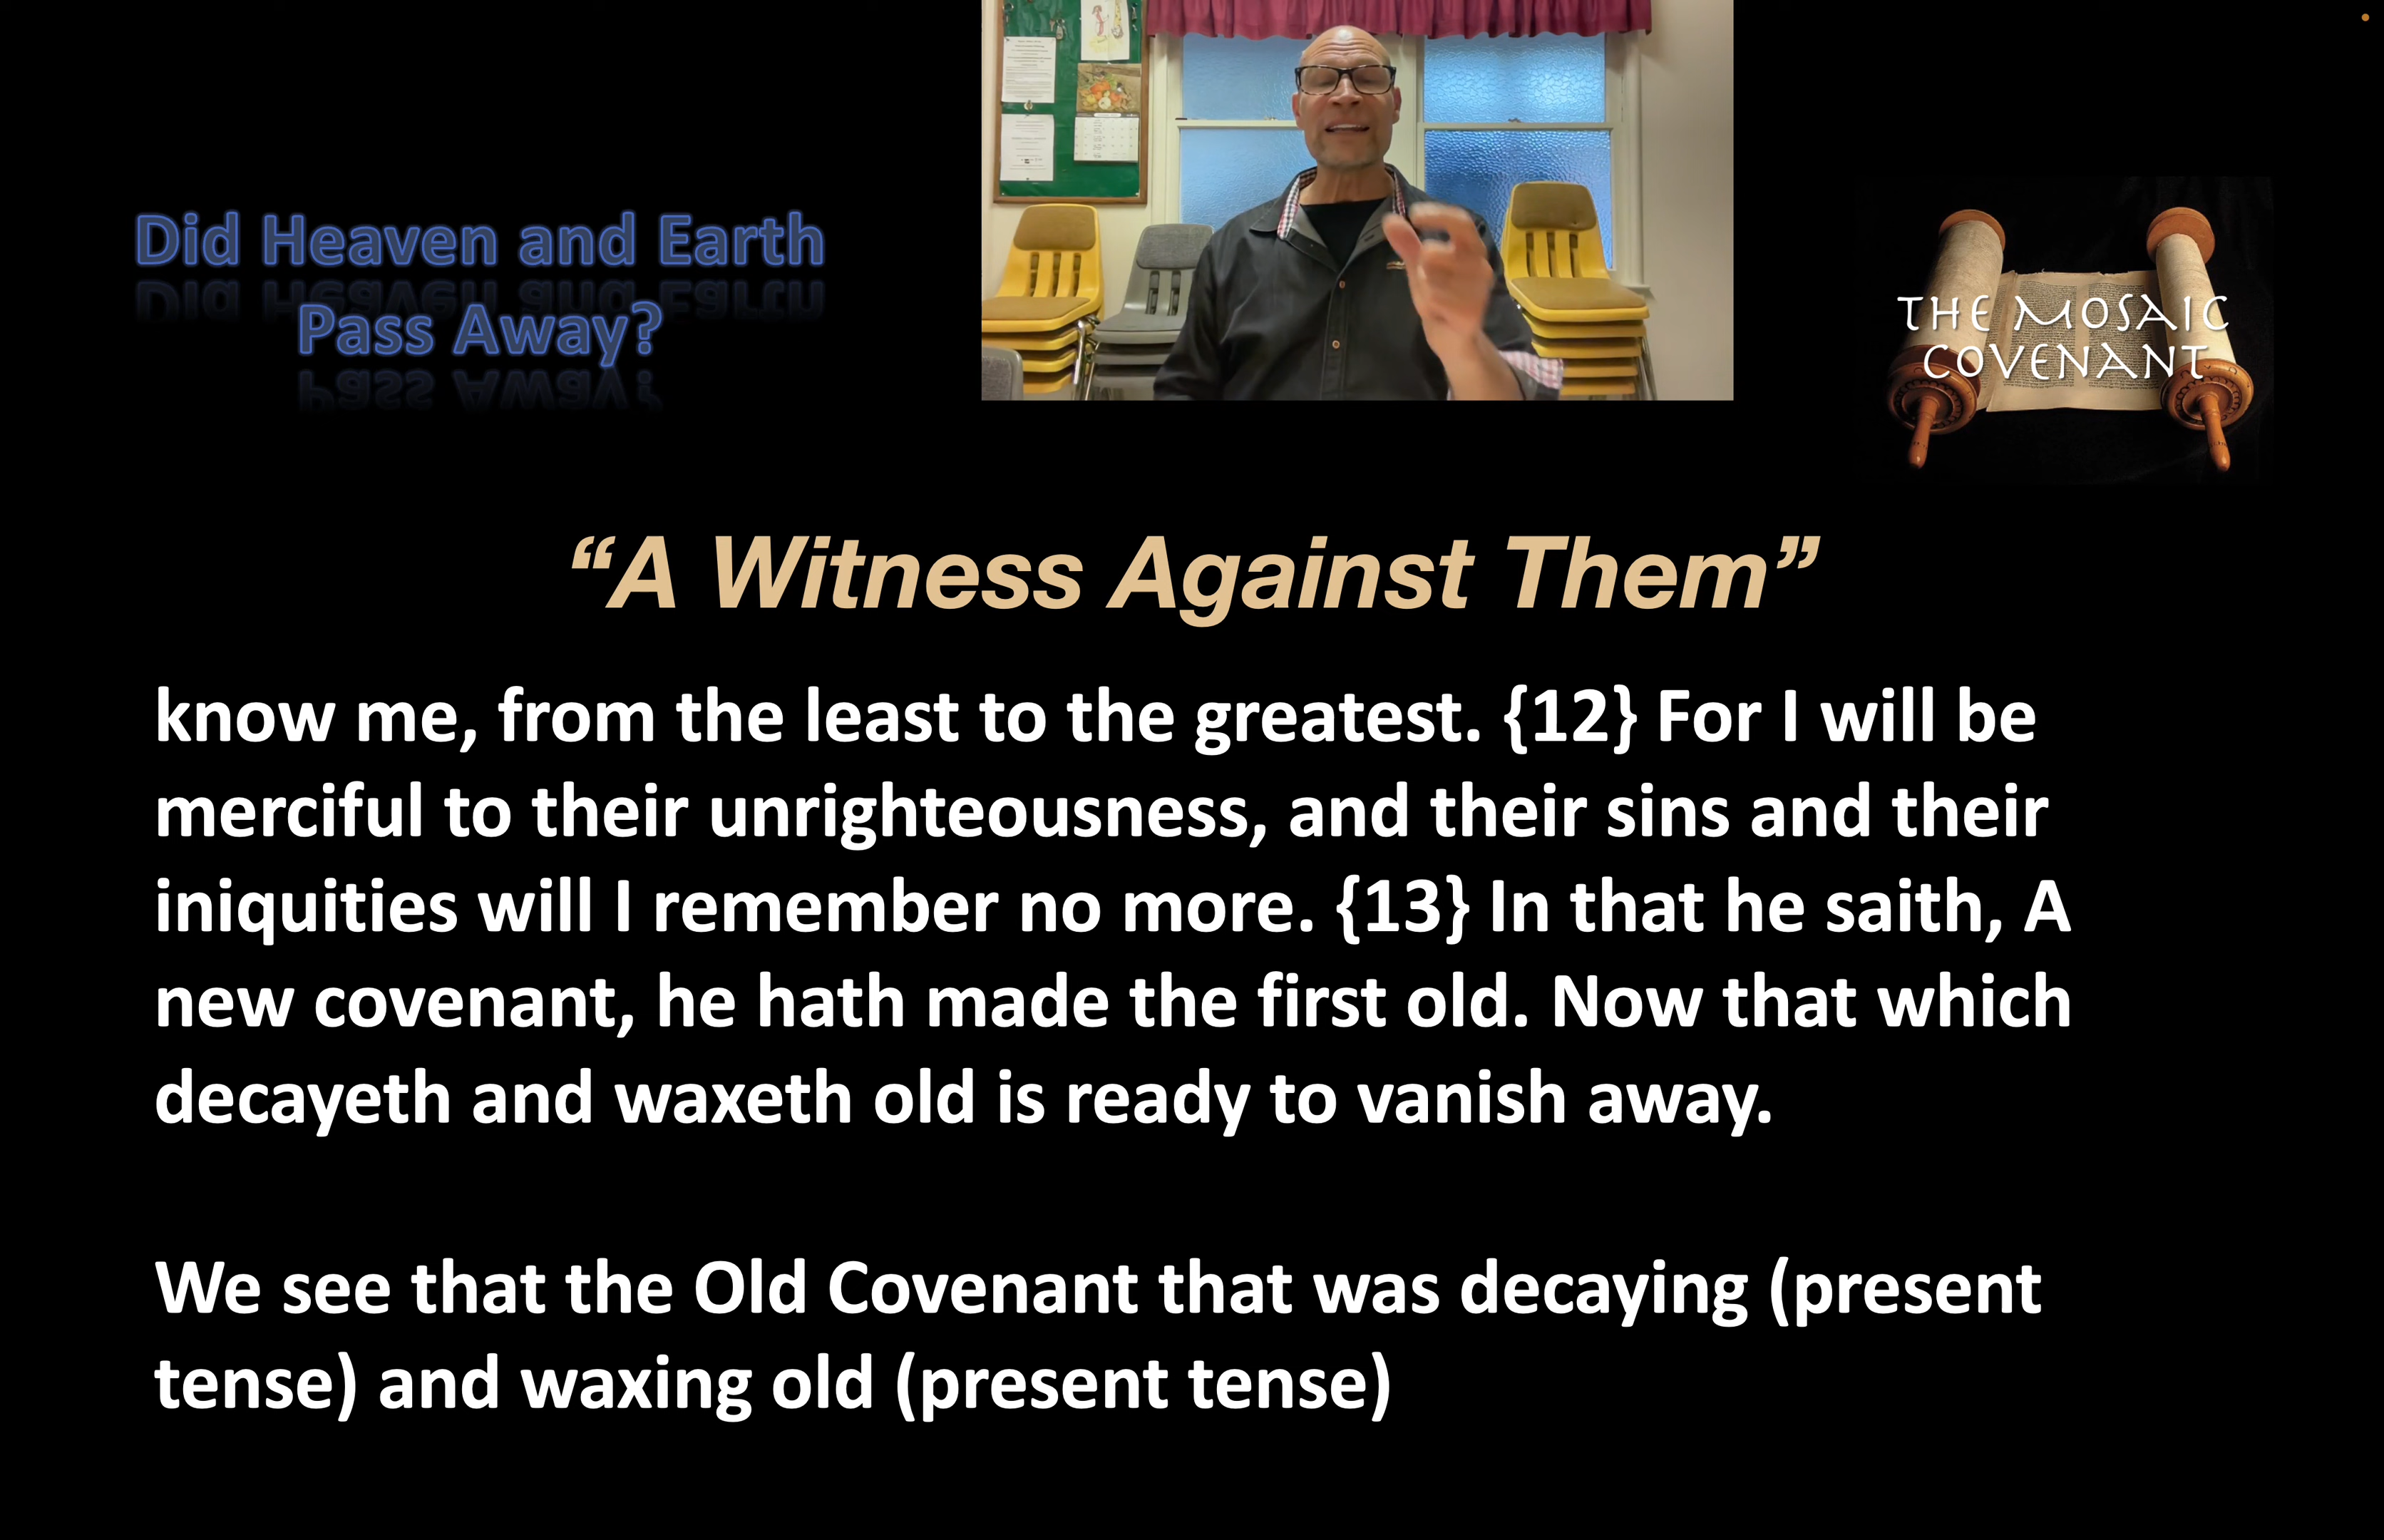 Did Heaven and Earth
Pass Away?
THE MOSAIC
COVENANT
“A Witness Against Them”
know me, from the least to the greatest. {12} For I will be
merciful to their unrighteousness, and their sins and their
iniquities will I remember no more. {13} In that he saith, A
new covenant, he hath made the first old. Now that which
decayeth and waxeth old is ready to vanish away.
We see that the Old Covenant that was decaying (present
tense) and waxing old (present tense)